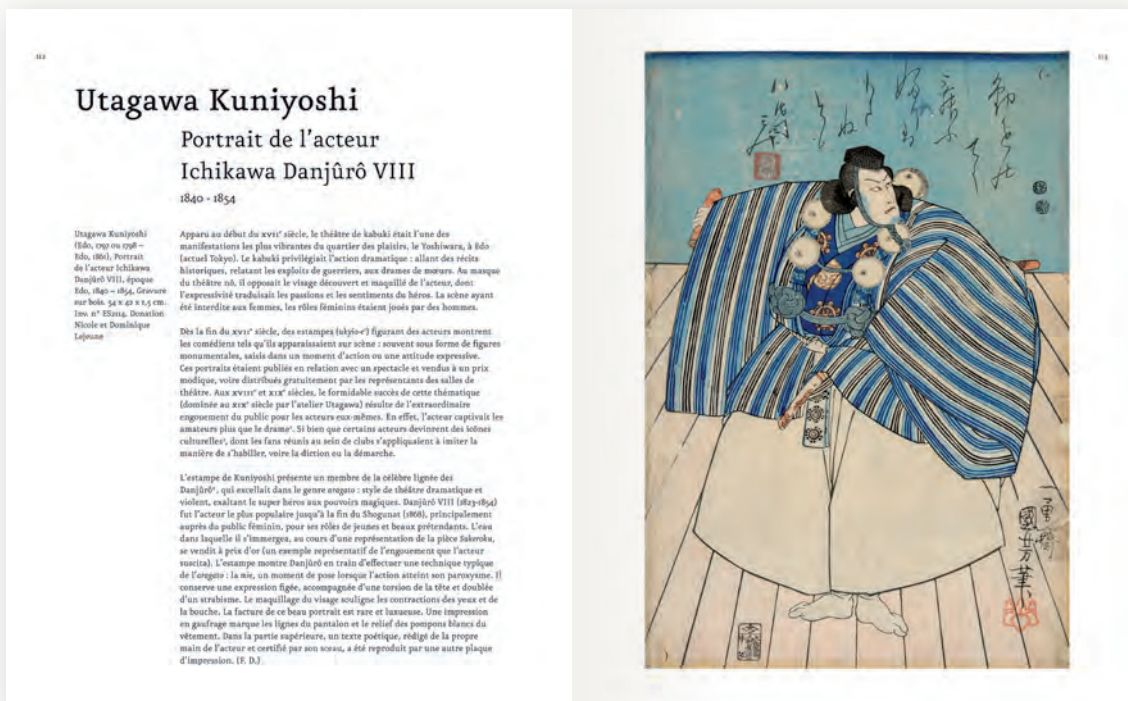 112
Utagawa Kuniyoshi
Portrait de l’acteur
Ichikawa Danjûrô VIII
1840 - 1854
Utagawa Kuniyoshi
(Edo, 1797 ou 1798 –
Edo, 1861), Portrait
de l’acteur Ichikawa
Danjûrô VIII, époque
Edo, 1840 – 1854, Gravure
sur bois. 54 x 42 x 1,5 cm.
Inv. n° ES2114. Donation
Nicole et Dominique
Lejeune
Apparu au début du XVIIᵉ siècle, le théâtre de kabuki était l’une des
manifestations les plus vibrantes du quartier des plaisirs, le Yoshiwara, à Edo
(actuel Tokyo). Le kabuki privilégiait l’action dramatique : allant des récits
historiques, relatant les exploits de guerriers, aux drames de mœurs. Au masque
du théâtre nô, il opposait le visage découvert et maquillé de l’acteur, dont
l’expressivité traduisait les passions et les sentiments du héros. La scène ayant
été interdite aux femmes, les rôles féminins étaient joués par des hommes.
Dès la fin du XVIIᵉ siècle, des estampes (ukyio-e¹) figurant des acteurs montrent
les comédiens tels qu’ils apparaissaient sur scène : souvent sous forme de figures
monumentales, saisis dans un moment d’action ou une attitude expressive.
Ces portraits étaient publiés en relation avec un spectacle et vendus à un prix
modique, voire distribués gratuitement par les représentants des salles de
théâtre. Aux XVIIIᵉ et XIXᵉ siècles, le formidable succès de cette thématique
(dominée au XIXᵉ siècle par l’atelier Utagawa) résulte de l’extraordinaire
engouement du public pour les acteurs eux-mêmes. En effet, l’acteur captivait les
amateurs plus que le drame². Si bien que certains acteurs devinrent des icônes
culturelles³, dont les fans réunis au sein de clubs s’appliquaient à imiter la
manière de s’habiller, voire la diction ou la démarche.
L’estampe de Kuniyoshi présente un membre de la célèbre lignée des
Danjûrô⁴, qui excellait dans le genre aragato : style de théâtre dramatique et
violent, exaltant le super héros aux pouvoirs magiques. Danjûrô VIII (1823-1854)
fut l’acteur le plus populaire jusqu’à la fin du Shogunat (1868), principalement
auprès du public féminin, pour ses rôles de jeunes et beaux prétendants. L’eau
dans laquelle il s’immergea, au cours d’une représentation de la pièce Sukeroku,
se vendit à prix d’or (un exemple représentatif de l’engouement que l’acteur
suscita). L’estampe montre Danjûrô en train d’effectuer une technique typique
de l’aragato : la mie, un moment de pose lorsque l’action atteint son paroxysme. Il
conserve une expression figée, accompagnée d’une torsion de la tête et doublée
d’un strabisme. Le maquillage du visage souligne les contractions des yeux et de
la bouche. La facture de ce beau portrait est rare et luxueuse. Une impression
en gaufrage marque les lignes du pantalon et le relief des pompons blancs du
vêtement. Dans la partie supérieure, un texte poétique, rédigé de la propre
main de l’acteur et certifié par son sceau, a été reproduit par une autre plaque
d’impression. (F. D.)
113
一勇齋
國芳筆